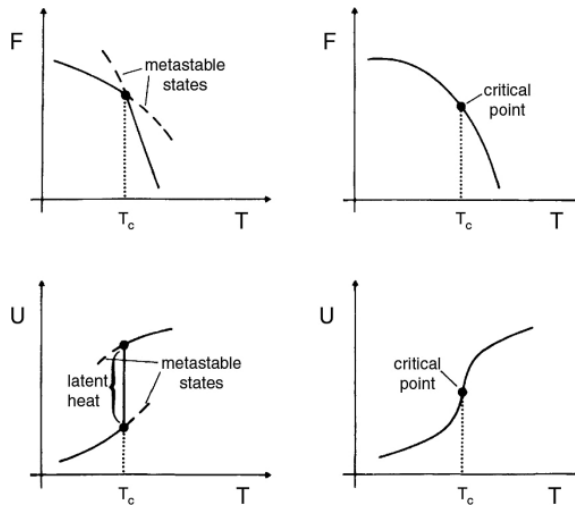 F
metastable
states
T_c
T
F
critical
point
T_c
T
U
latent
heat
metastable
states
T_c
T
U
critical
point
T_c
T